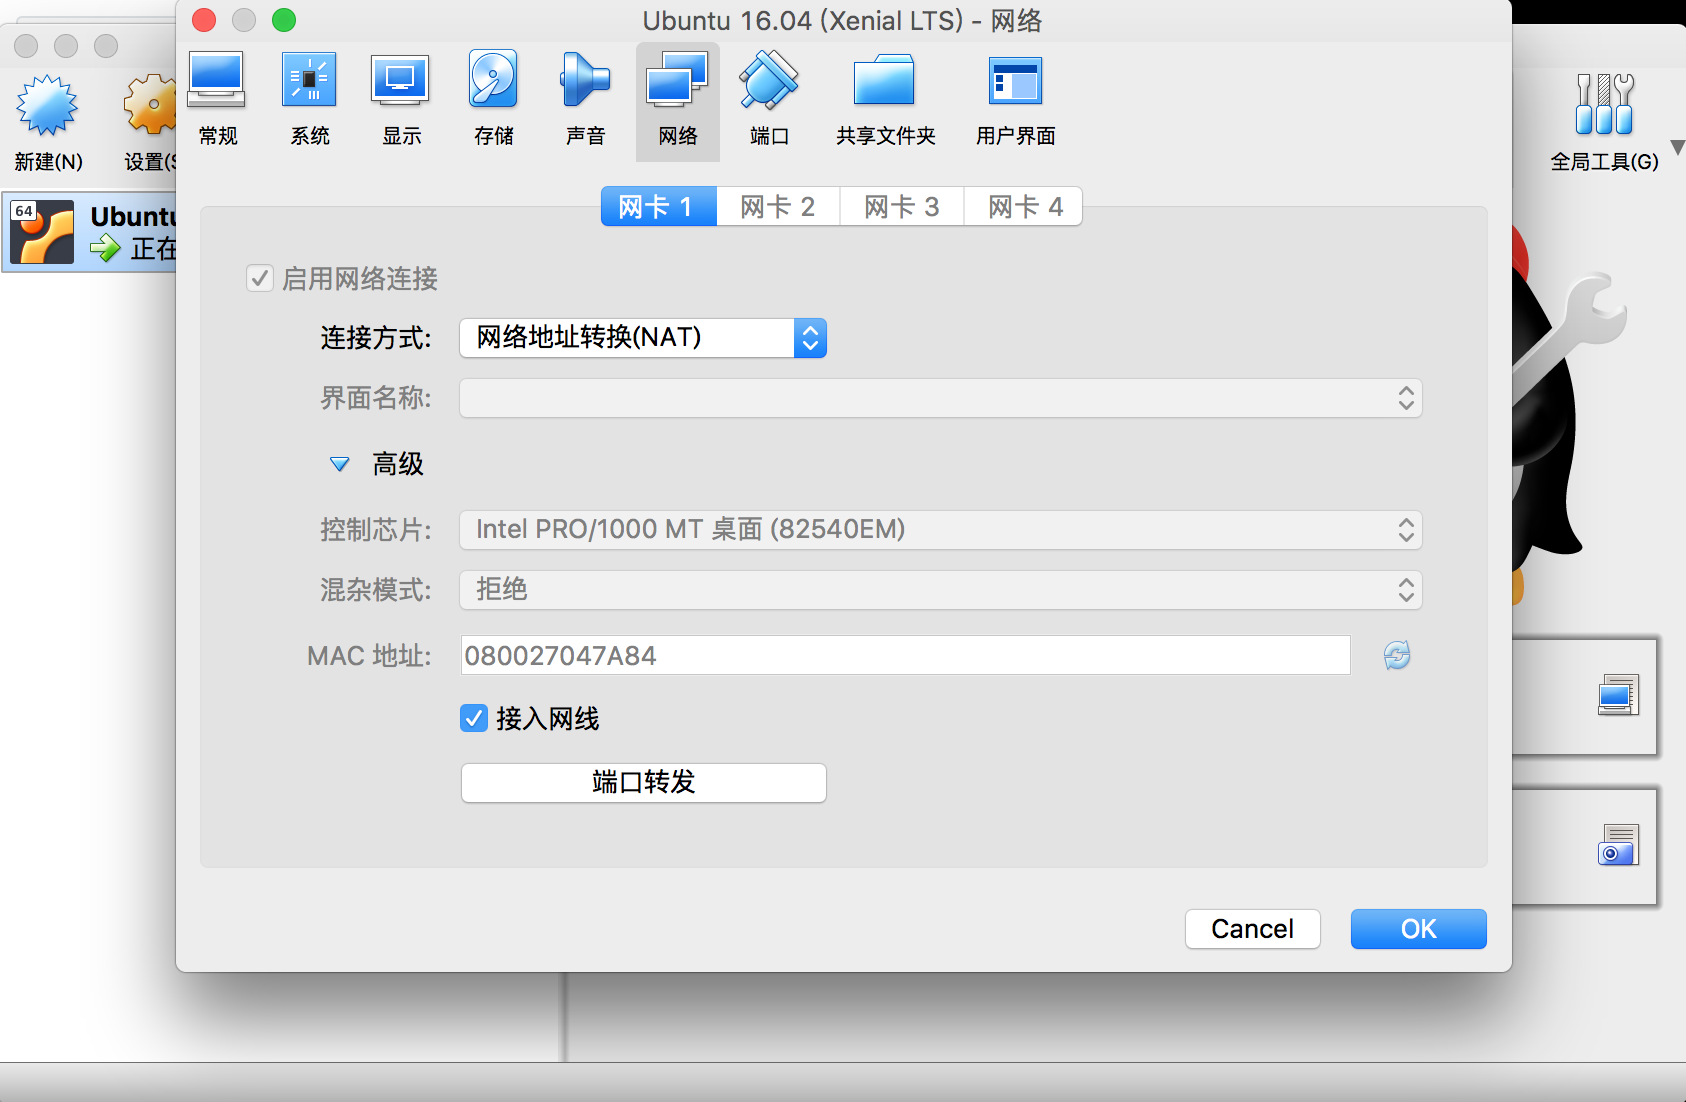 Ubuntu 16.04 (Xenial LTS) - 网络
常规 系统 显示 存储 声音 网络 端口 共享文件夹 用户界面
新建(N) 设置(S 全局工具(G)
网卡 1 网卡 2 网卡 3 网卡 4
64
Ubuntu
正在
启用网络连接
连接方式: 网络地址转换(NAT)
界面名称:
高级
控制芯片: Intel PRO/1000 MT 桌面 (82540EM)
混杂模式: 拒绝
MAC 地址: 080027047A84
接入网线
端口转发
Cancel OK